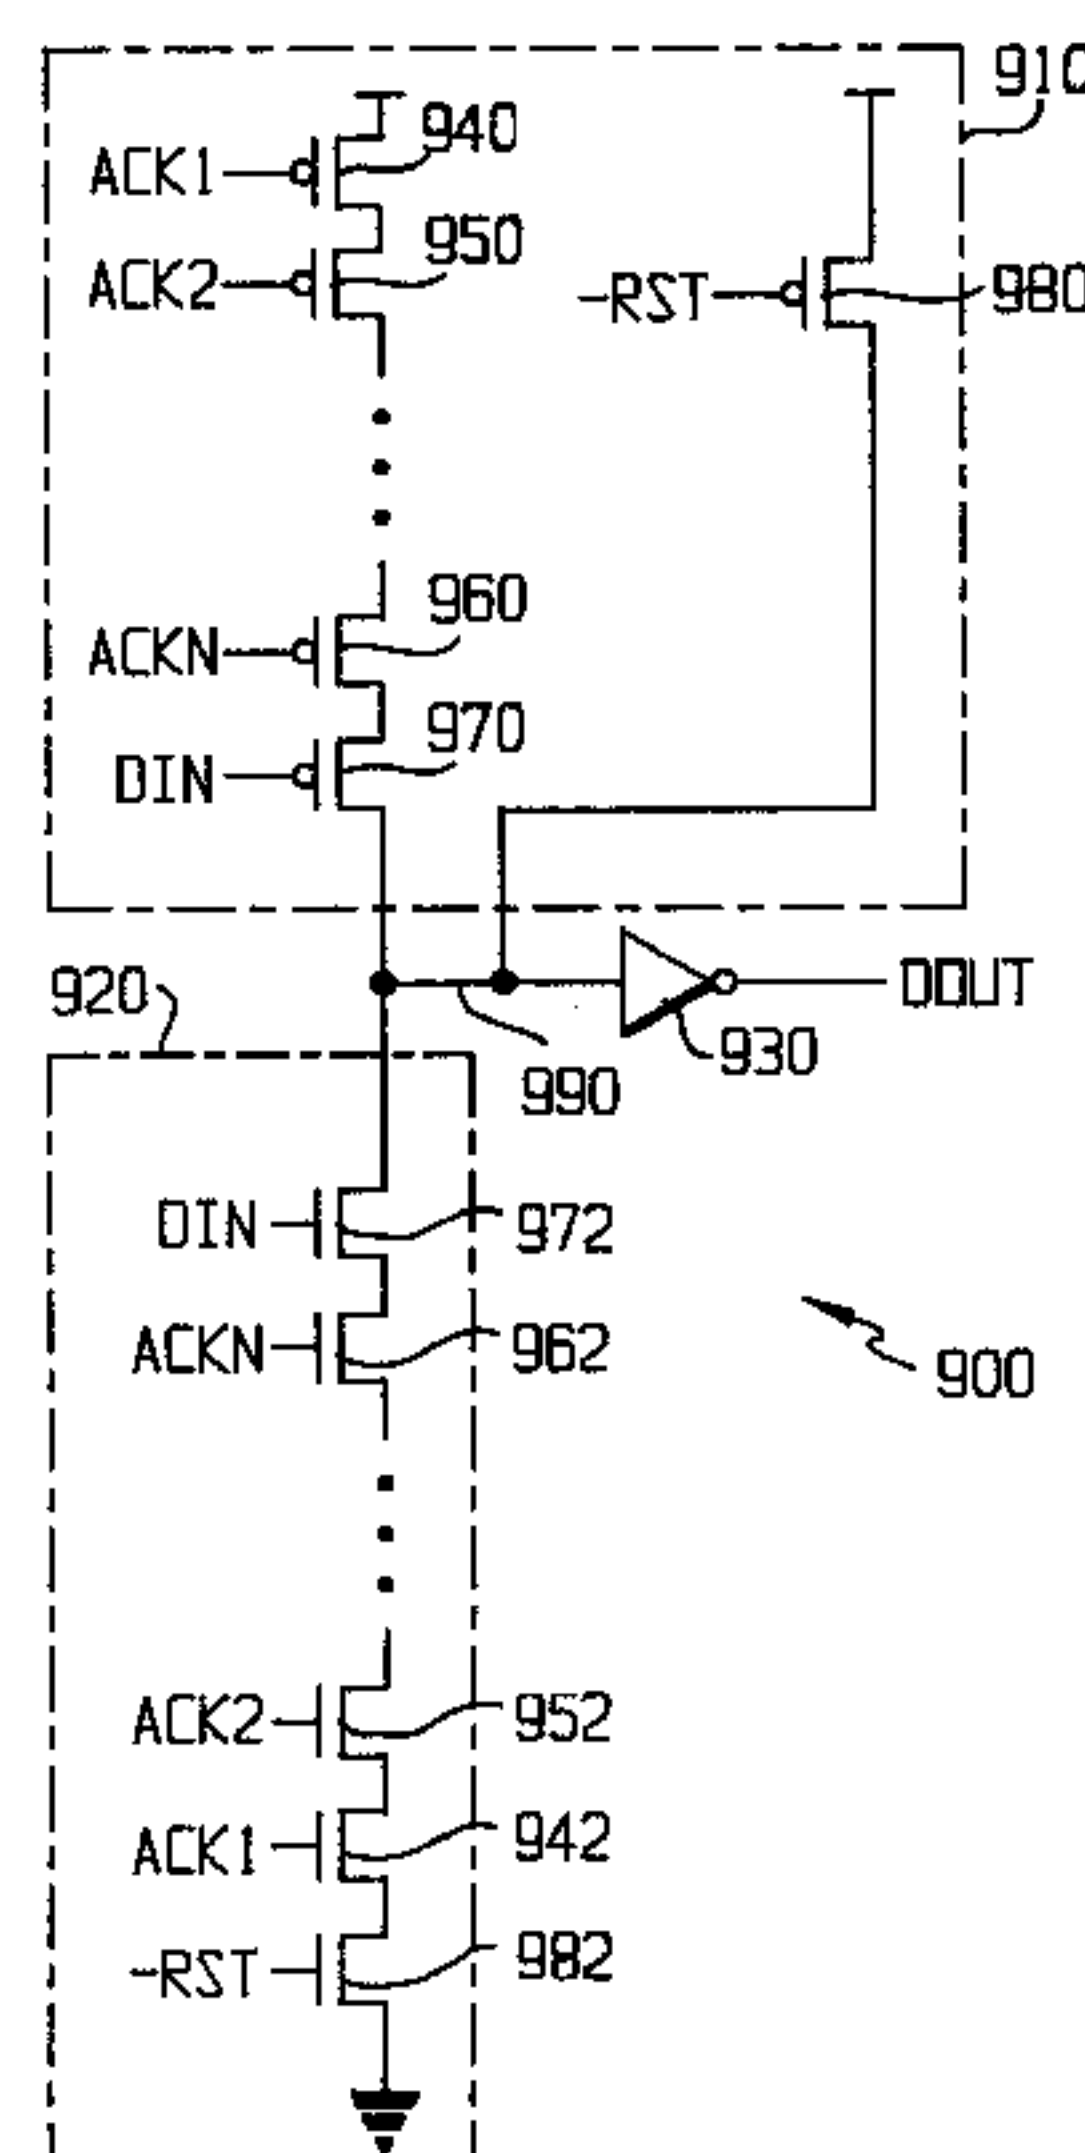 910
ACK1 940
ACK2 950
-RST 980
ACKN 960
DIN 970
920
DOUT
930
990
DIN 972
ACKN 962
900
ACK2 952
ACK1 942
-RST 982